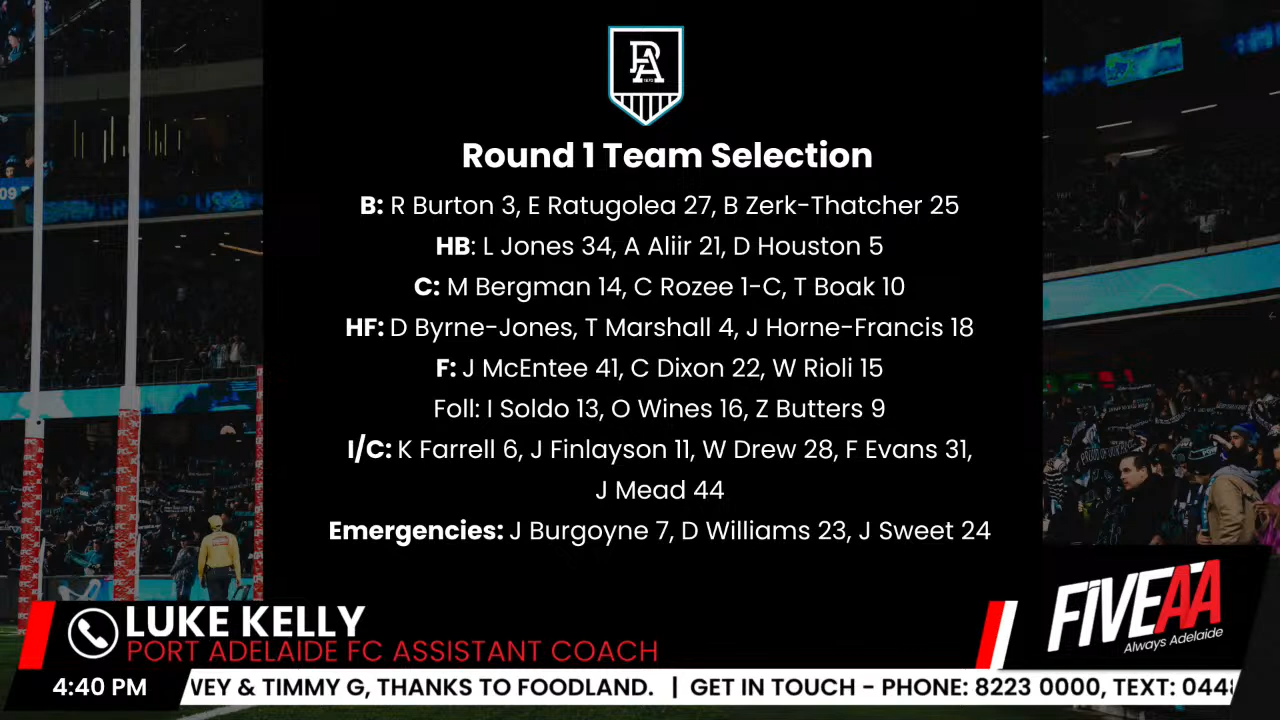 PA
Round 1 Team Selection
B: R Burton 3, E Ratugolea 27, B Zerk-Thatcher 25
HB: L Jones 34, A Aliir 21, D Houston 5
C: M Bergman 14, C Rozee 1-C, T Boak 10
HF: D Byrne-Jones, T Marshall 4, J Horne-Francis 18
F: J McEntee 41, C Dixon 22, W Rioli 15
Foll: I Soldo 13, O Wines 16, Z Butters 9
I/C: K Farrell 6, J Finlayson 11, W Drew 28, F Evans 31,
J Mead 44
Emergencies: J Burgoyne 7, D Williams 23, J Sweet 24
09
FIVEAA
Always Adelaide
LUKE KELLY
PORT ADELAIDE FC ASSISTANT COACH
4:40 PM
VEY & TIMMY G, THANKS TO FOODLAND. | GET IN TOUCH - PHONE: 8223 0000, TEXT: 044